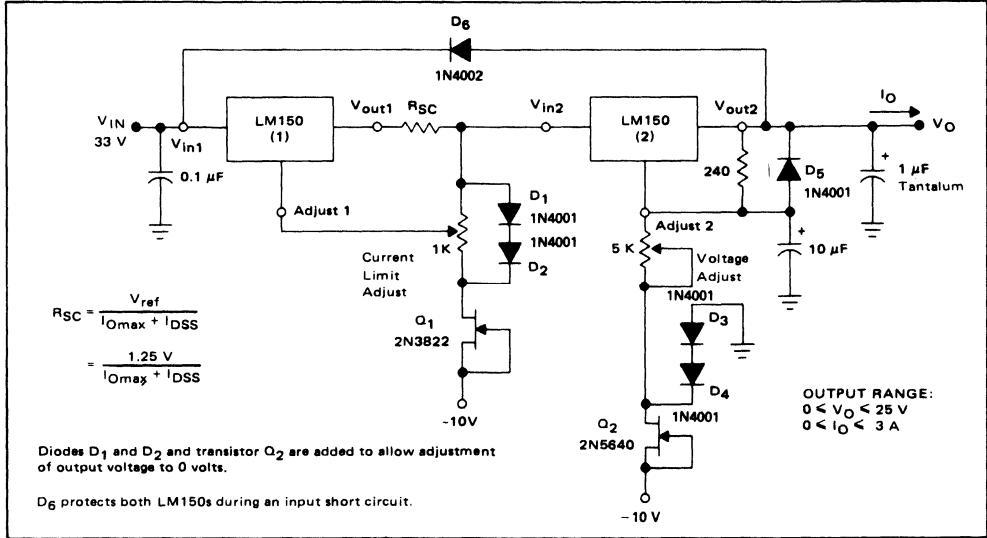 D6
1N4002
VIN
33 V
Vin1
0.1 µF
LM150
(1)
Vout1
RSC
Vin2
LM150
(2)
Vout2
IO
VO
240
D5
1N4001
+
1 µF
Tantalum
Adjust 1
D1
1N4001
1N4001
D2
1K
Current
Limit
Adjust
Adjust 2
5 K
Voltage
Adjust
+
10 µF
1N4001
D3
D4
1N4001
Q1
2N3822
-10V
Q2
2N5640
-10 V
RSC = Vref / IOmax + IDSS
= 1.25 V / IOmax + IDSS
OUTPUT RANGE:
0 ⩽ VO ⩽ 25 V
0 ⩽ IO ⩽ 3 A
Diodes D1 and D2 and transistor Q2 are added to allow adjustment
of output voltage to 0 volts.
D6 protects both LM150s during an input short circuit.